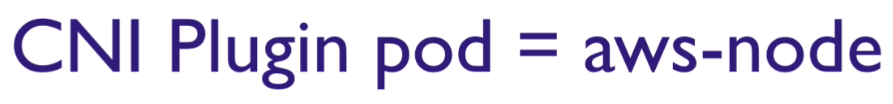 CNI Plugin pod = aws-node